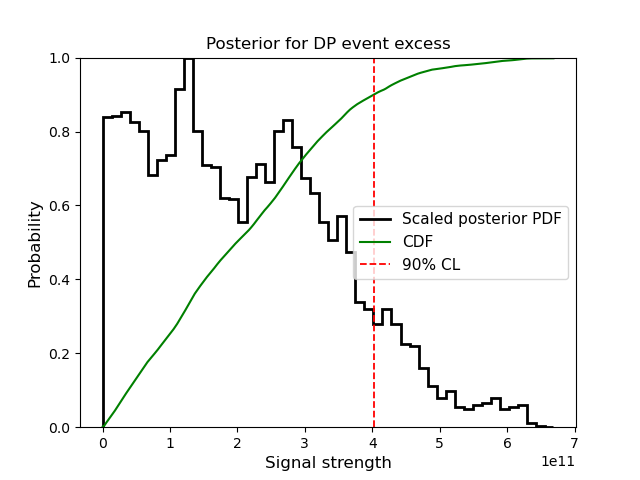 Posterior for DP event excess
1.0
0.8
0.6
0.4
0.2
0.0
Probability
Scaled posterior PDF
CDF
90% CL
0 1 2 3 4 5 6 7
1e11
Signal strength